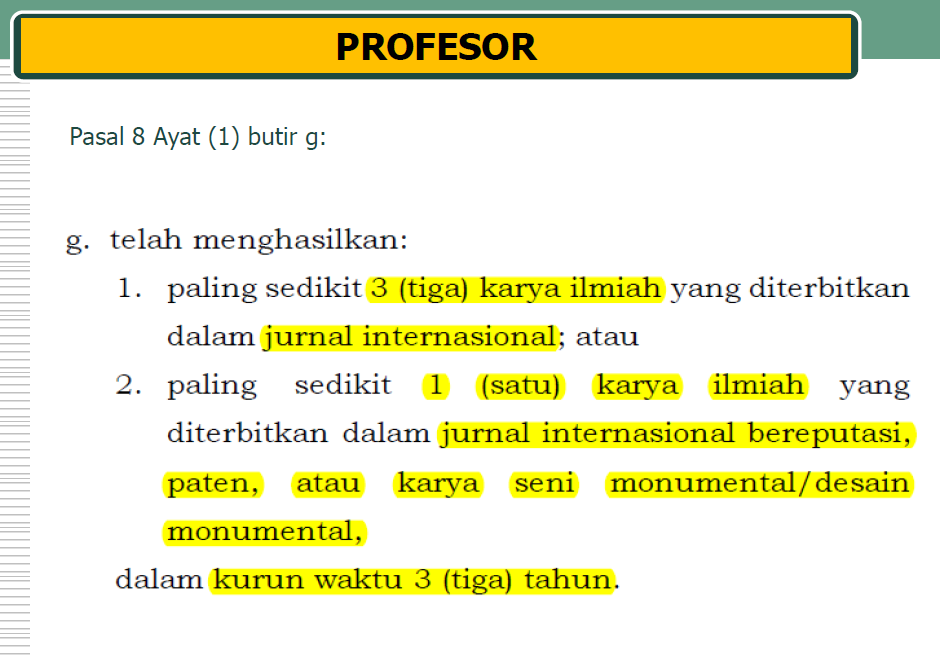 PROFESOR
Pasal 8 Ayat (1) butir g:
g. telah menghasilkan:
1. paling sedikit 3 (tiga) karya ilmiah yang diterbitkan
dalam jurnal internasional; atau
2. paling sedikit 1 (satu) karya ilmiah yang
diterbitkan dalam jurnal internasional bereputasi,
paten, atau karya seni monumental/desain
monumental,
dalam kurun waktu 3 (tiga) tahun.